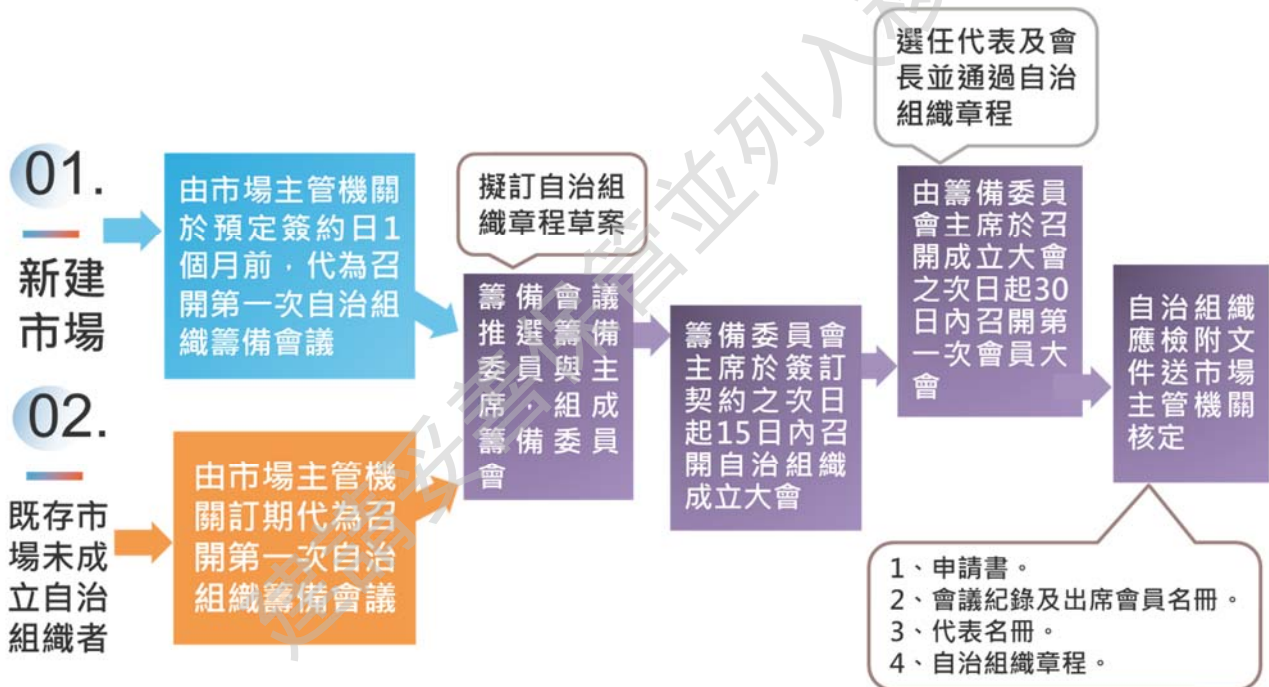 01.
新建
市場
由市場主管機關
於預定簽約日1
個月前，代為召
開第一次自治組
織籌備會議
02.
既存市
場未成
立自治
組織者
由市場主管機
關訂期代為召
開第一次自治
組織籌備會議
擬訂自治組
織章程草案
籌備會議
推選籌備
委員與主
席，組成
籌備委員
會
籌備委員會
主席於簽訂
契約之次日
起15日內召
開自治組織
成立大會
選任代表及會
長並通過自治
組織章程
由籌備委員
會主席於召
開成立大會
之次日起30
日內召開第
一次會員大
會
自治組織
應檢附文
件送市場
主管機關
核定
1、申請書。
2、會議紀錄及出席會員名冊。
3、代表名冊。
4、自治組織章程。
妥善保管並列入移